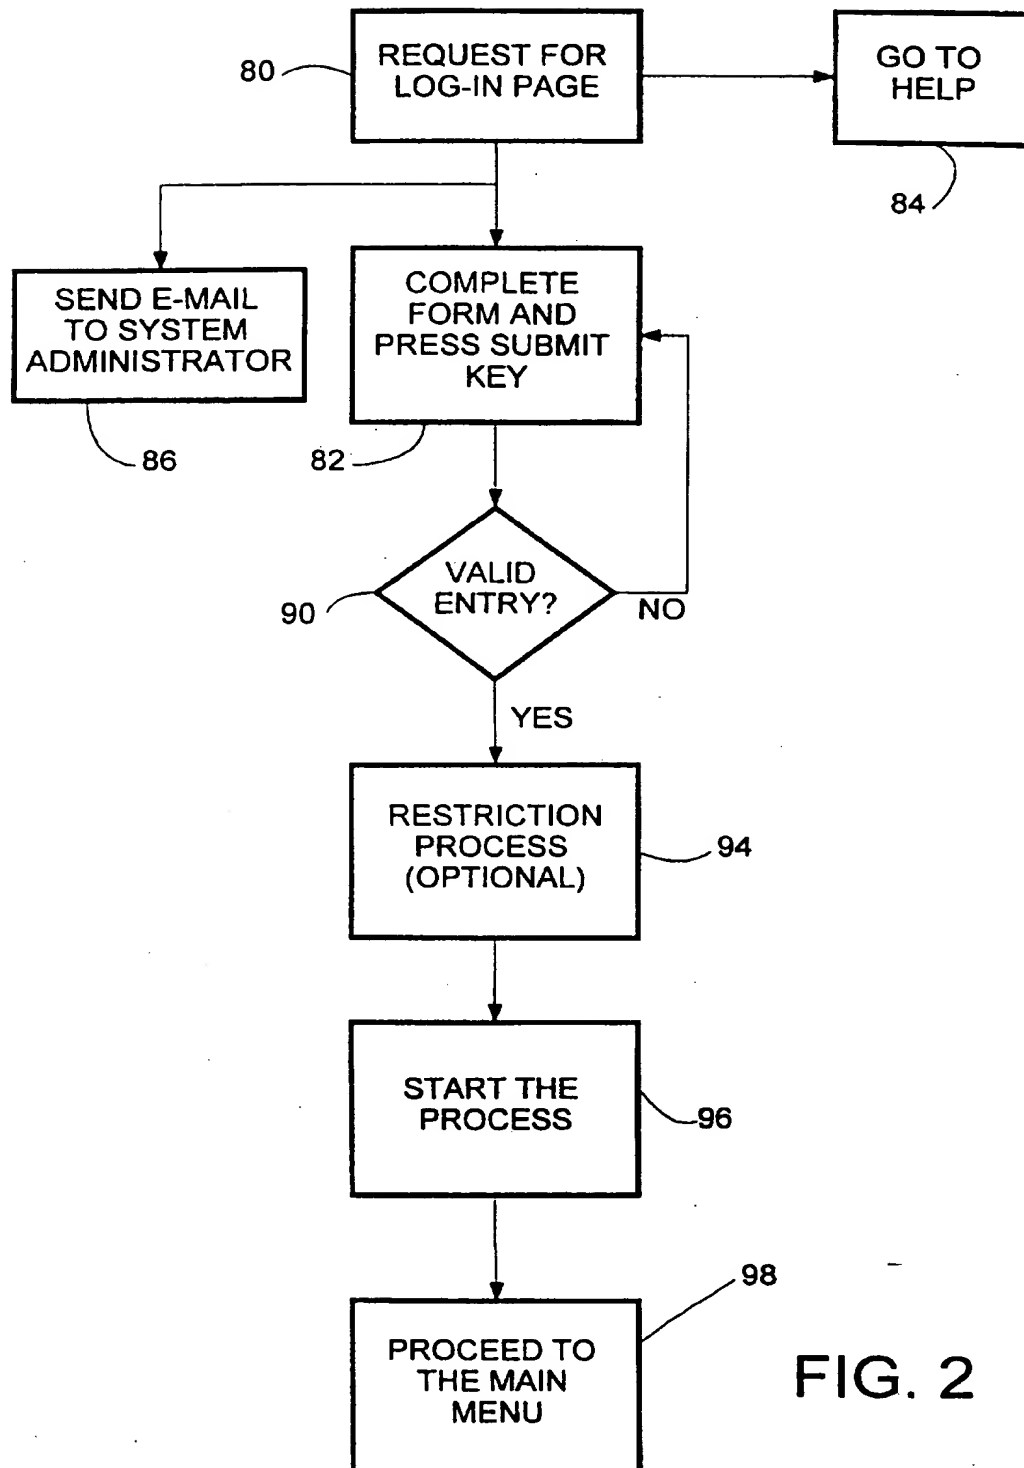 80
REQUEST FOR
LOG-IN PAGE
GO TO
HELP
84
SEND E-MAIL
TO SYSTEM
ADMINISTRATOR
86
COMPLETE
FORM AND
PRESS SUBMIT
KEY
82
90
VALID
ENTRY?
NO
YES
RESTRICTION
PROCESS
(OPTIONAL)
94
START THE
PROCESS
96
98
PROCEED TO
THE MAIN
MENU
FIG. 2